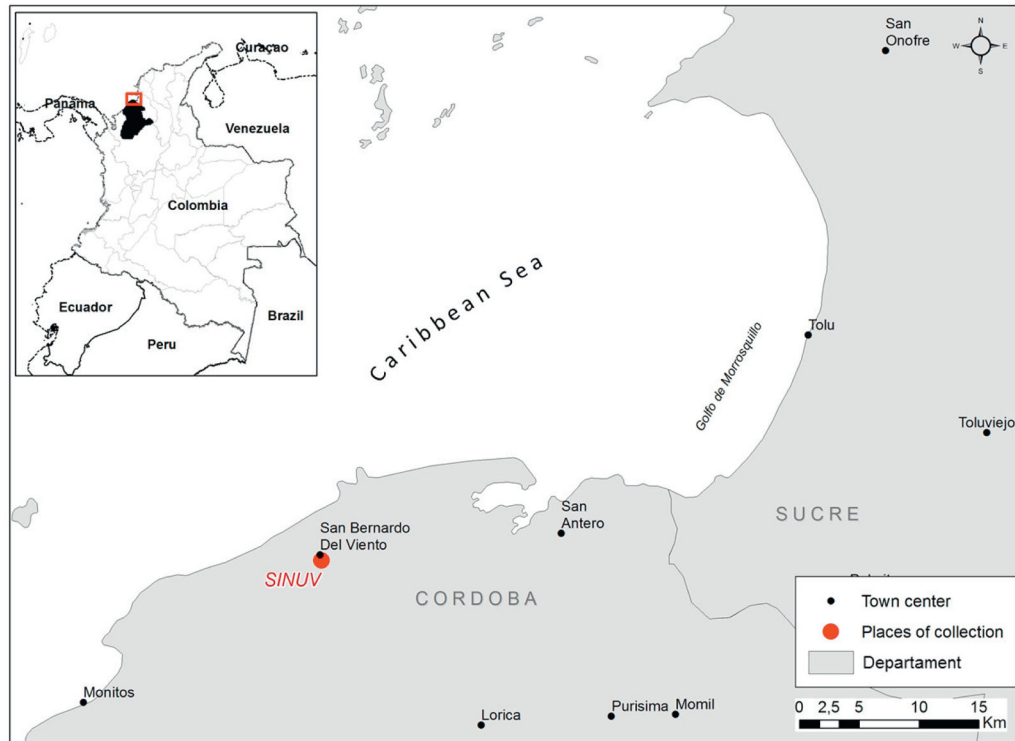 Curaçao
Panama
Venezuela
Colombia
Ecuador
Brazil
Peru
San
Onofre
N
W
E
S
Caribbean Sea
Golfo de Morrosquillo
Tolu
Toluviejo
San
Antero
SUCRE
San Bernardo
Del Viento
SINUV
CORDOBA
Monitos
Lorica
Purisima
Momil
Town center
Places of collection
Departament
0 2,5 5 10 15
Km